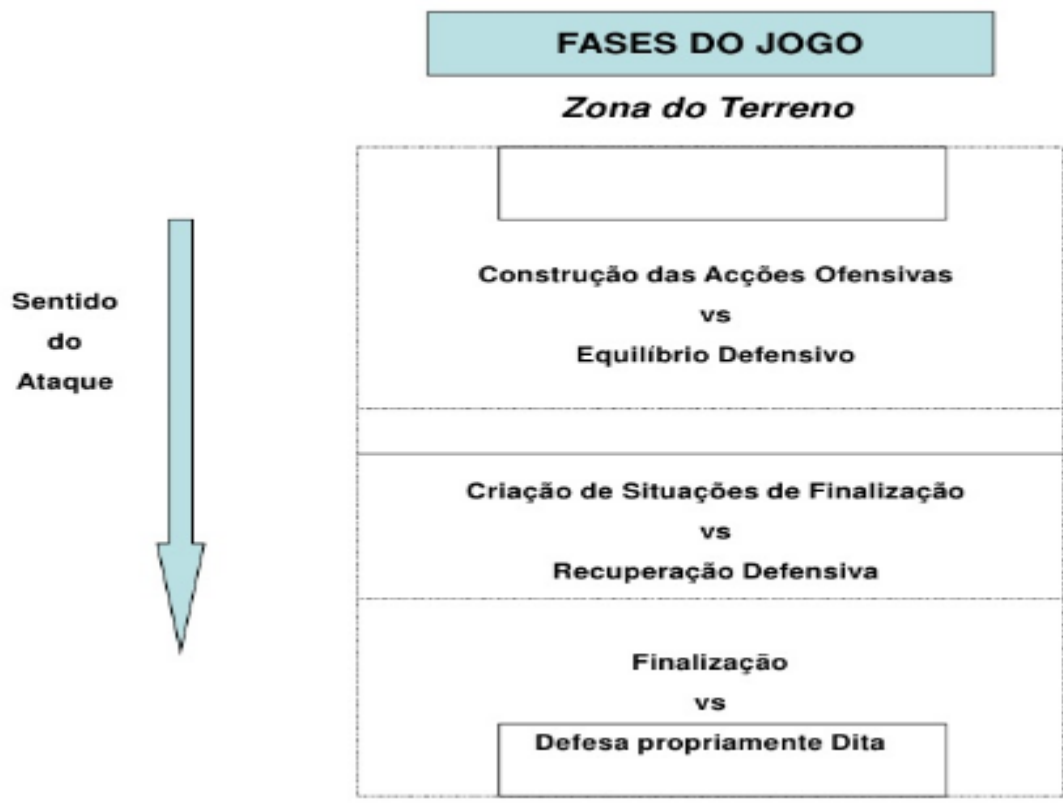 FASES DO JOGO
Zona do Terreno
Sentido
do
Ataque
Construção das Acções Ofensivas
vs
Equilíbrio Defensivo
Criação de Situações de Finalização
vs
Recuperação Defensiva
Finalização
vs
Defesa propriamente Dita